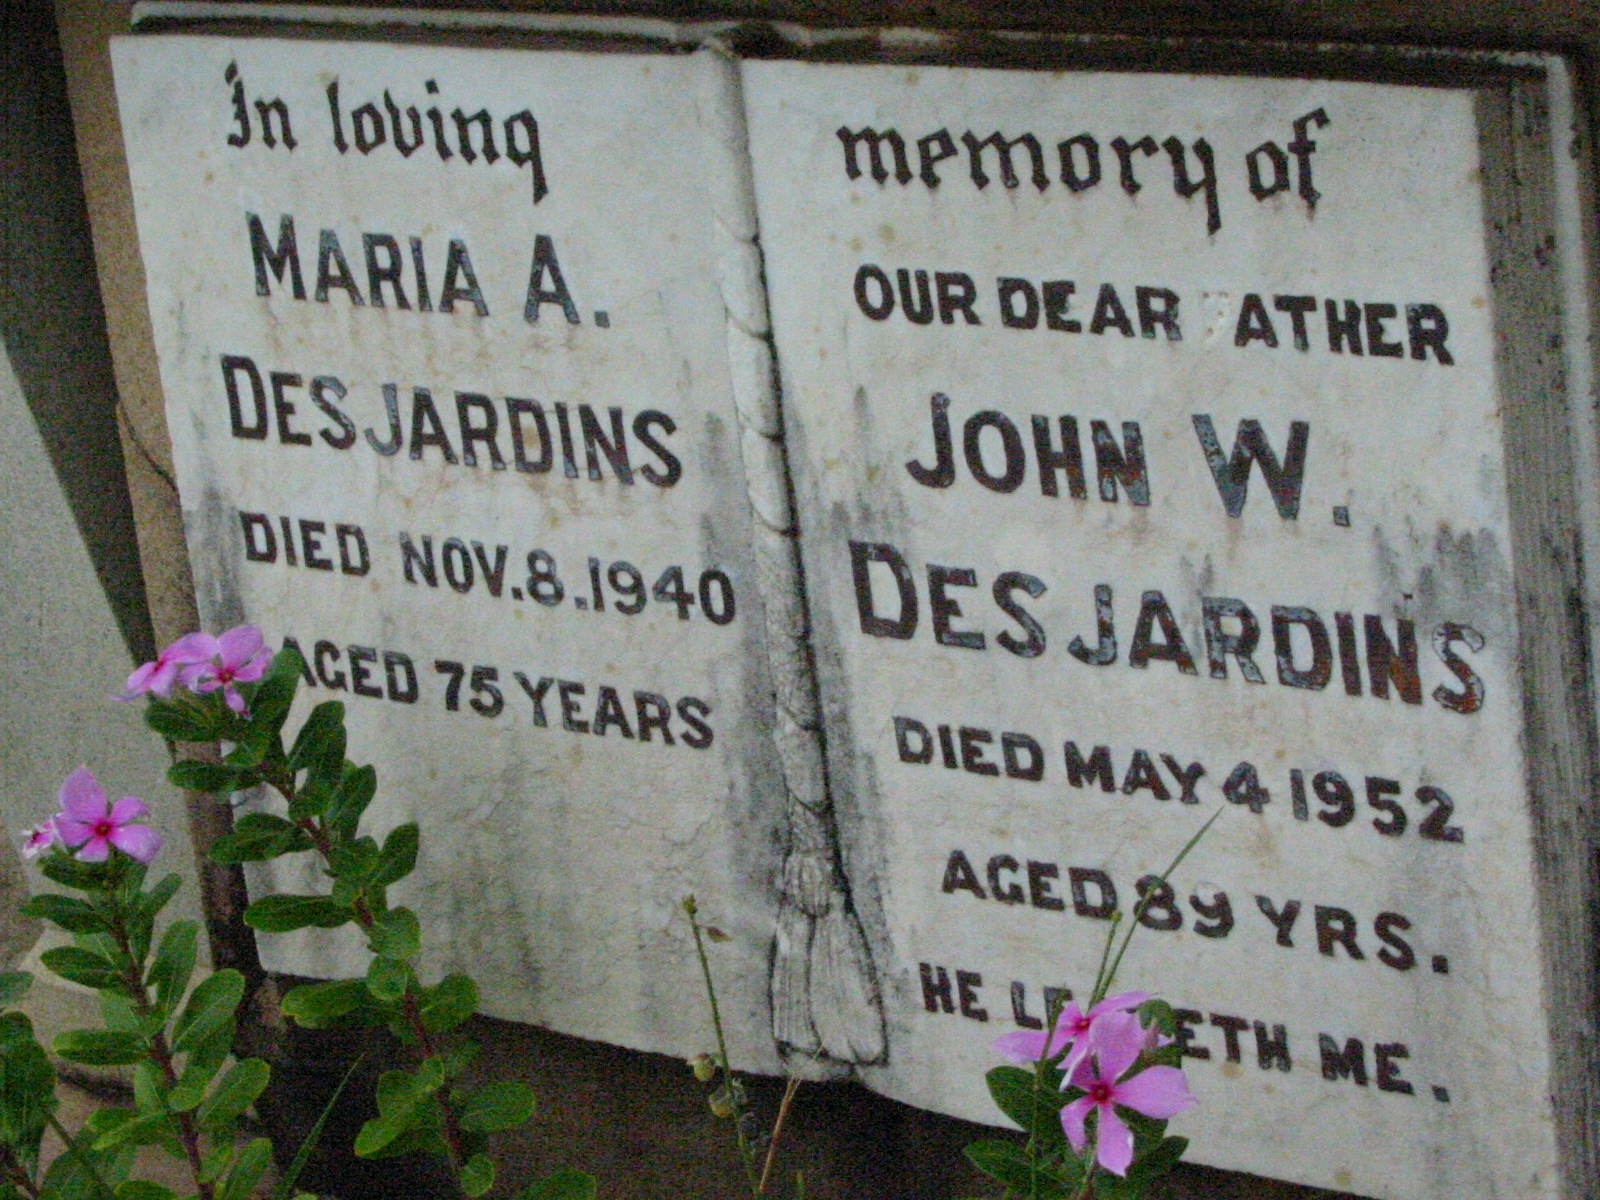 In loving
MARIA A.
DESJARDINS
DIED NOV.8.1940
AGED 75 YEARS
memory of
OUR DEAR  ATHER
JOHN W.
DESJARDINS
DIED MAY 4 1952
AGED 89 YRS.
HE ME.